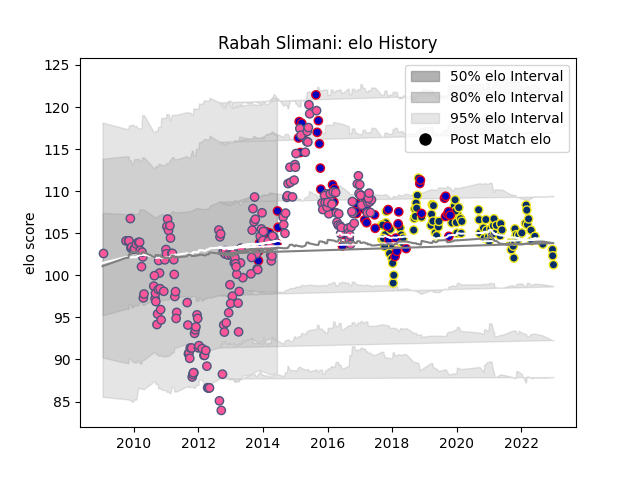 Rabah Slimani: elo History
50% elo Interval
80% elo Interval
95% elo Interval
Post Match elo
elo score
125
120
115
110
105
100
95
90
85
2010 2012 2014 2016 2018 2020 2022